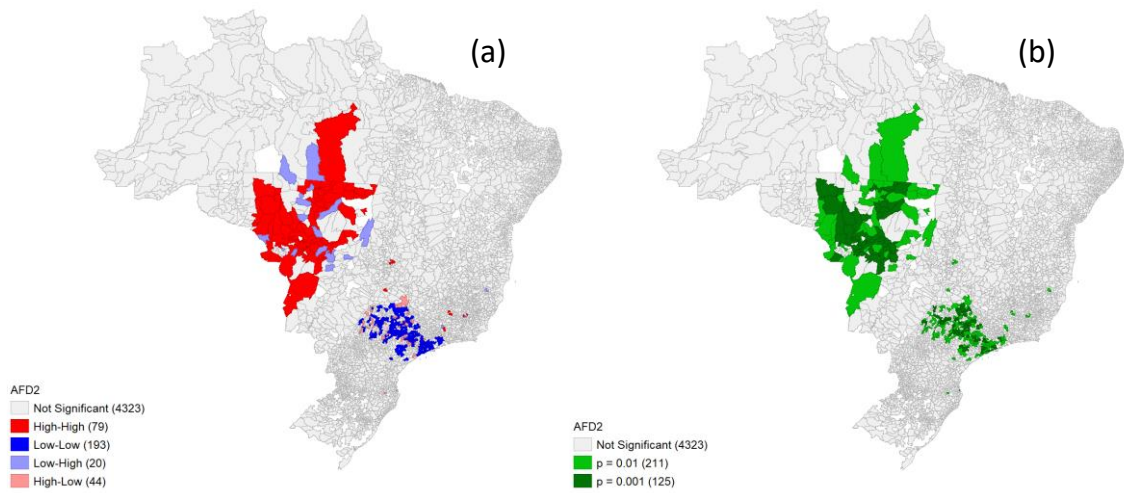 (a)
AFD2
Not Significant (4323)
High-High (79)
Low-Low (193)
Low-High (20)
High-Low (44)
(b)
AFD2
Not Significant (4323)
p = 0.01 (211)
p = 0.001 (125)